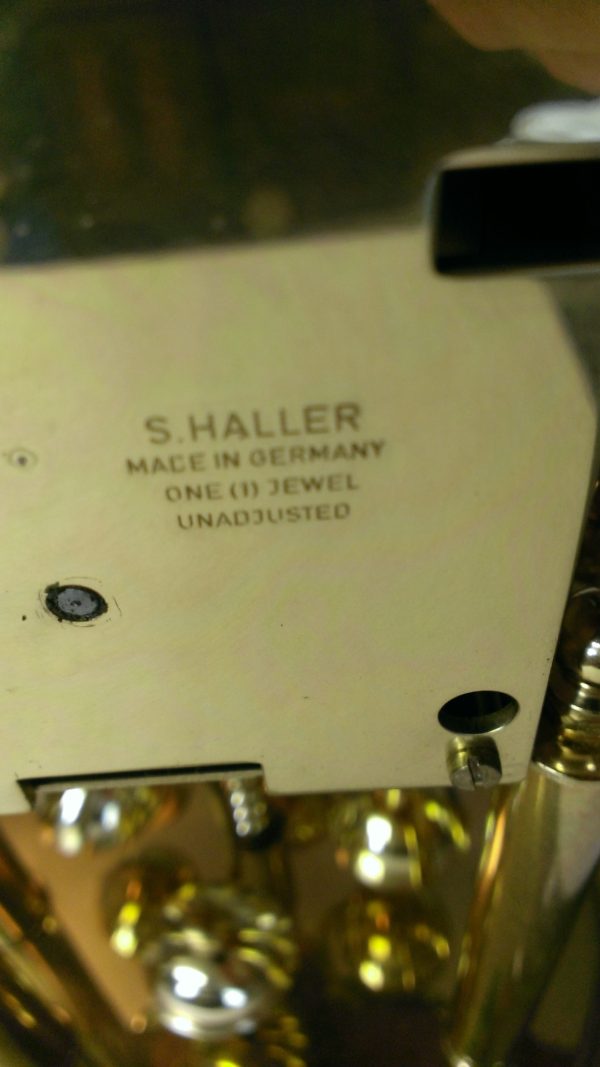 S. HALLER
MADE IN GERMANY
ONE (1) JEWEL
UNADJUSTED